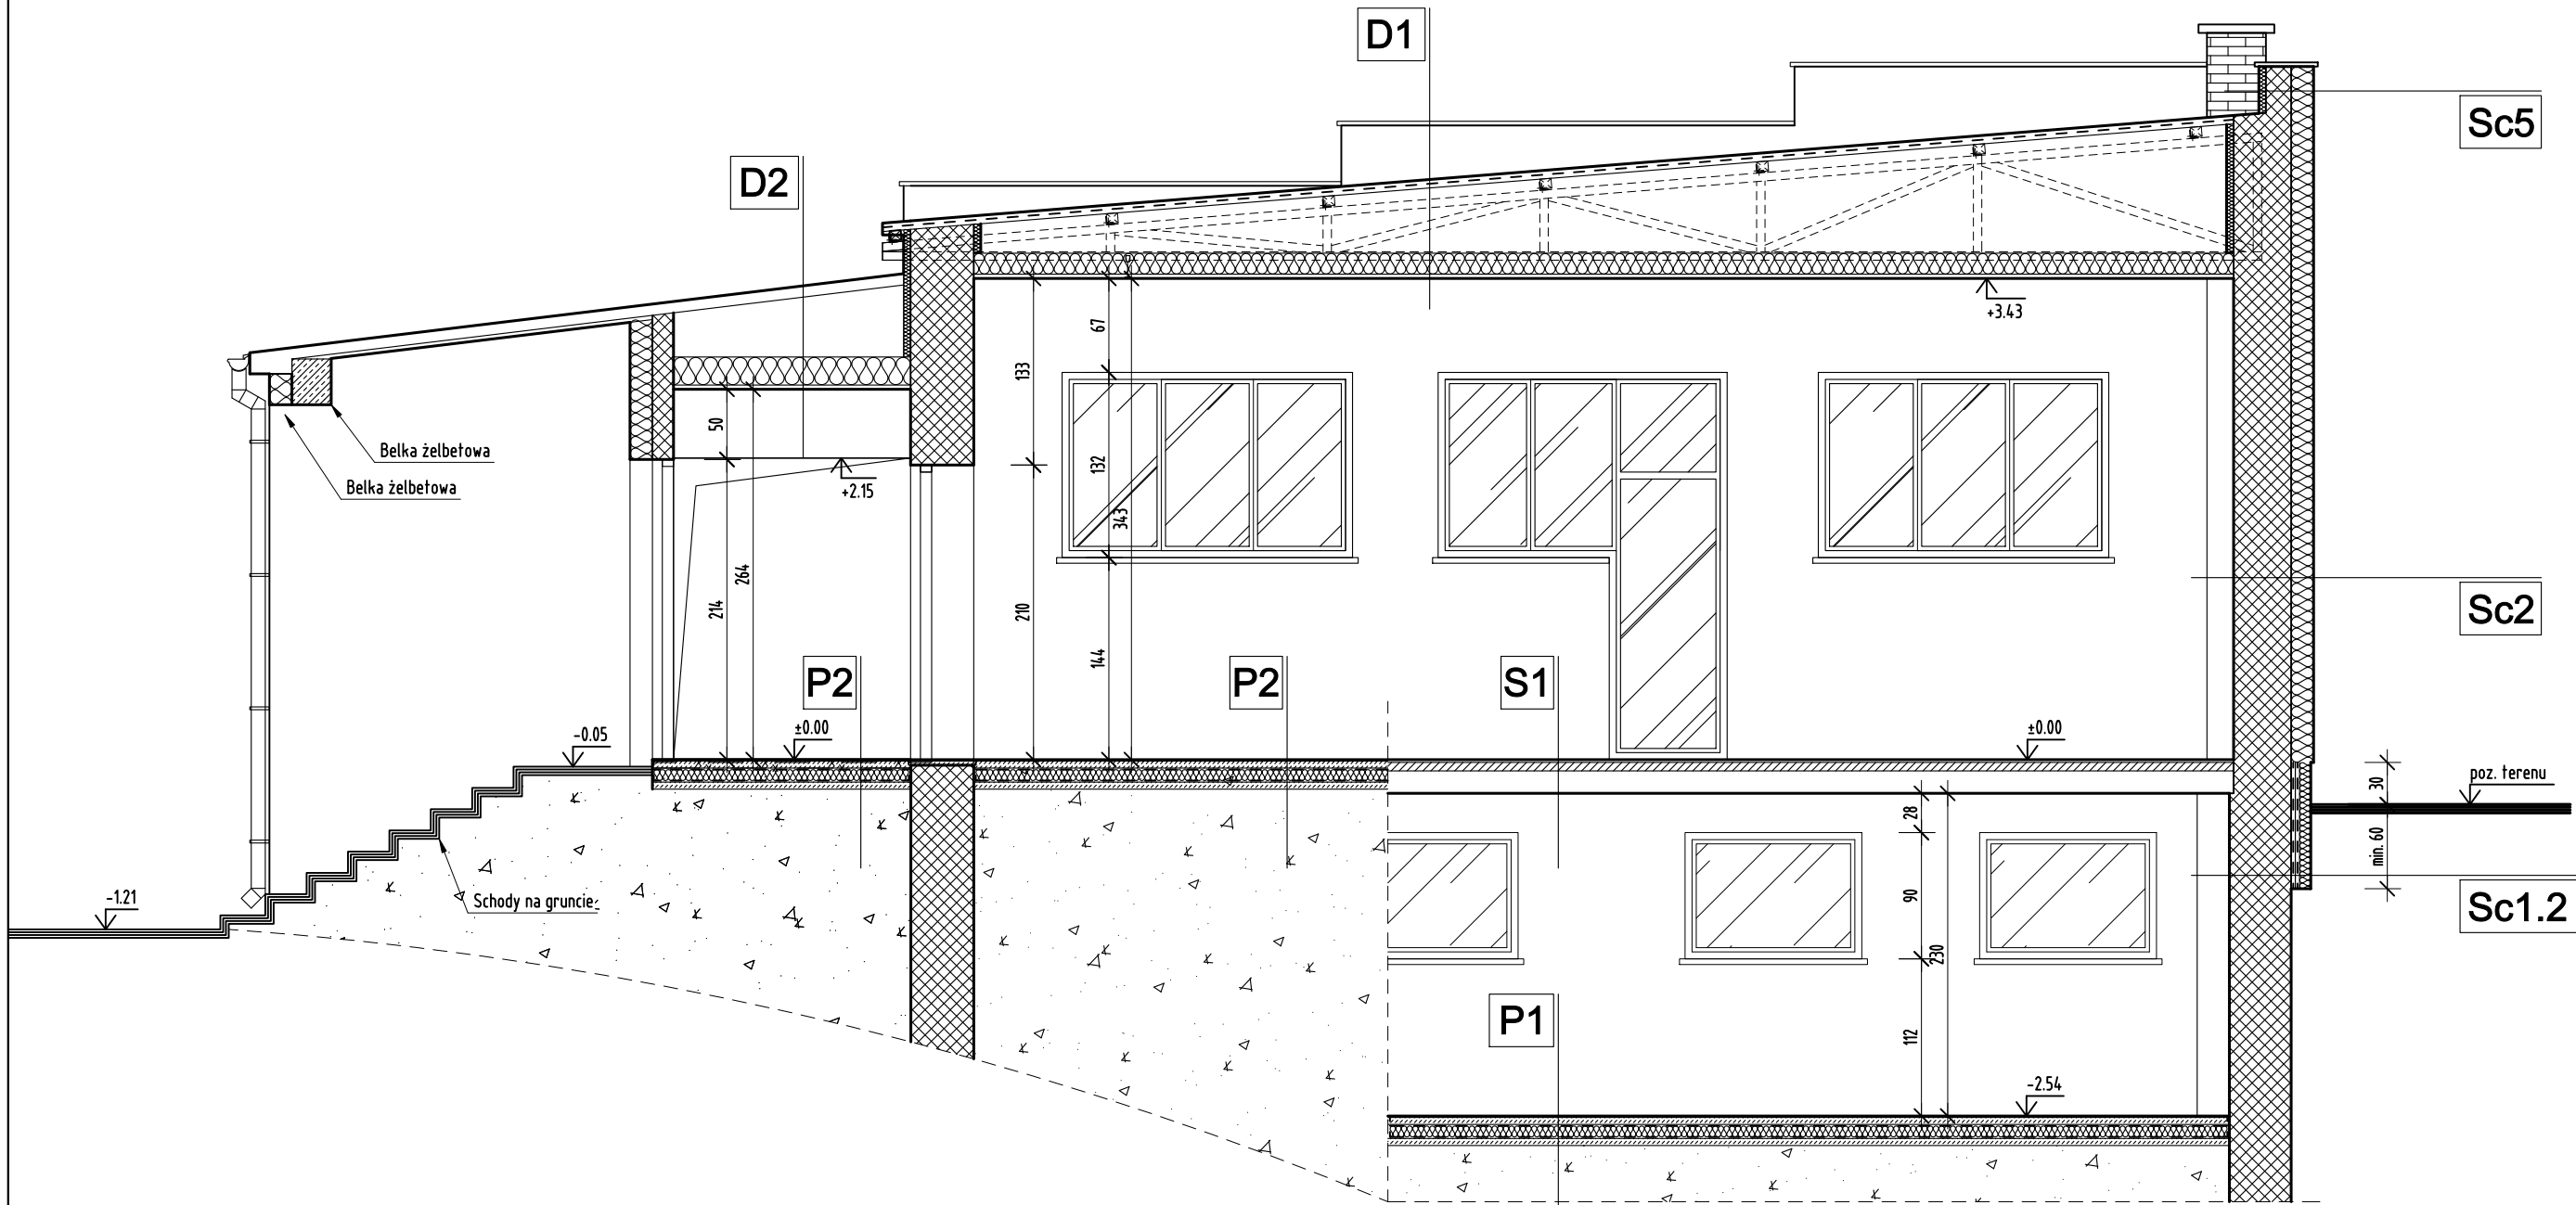 D1
Sc5
D2
+3.43
67
133
50
Belka żelbetowa
132
Belka żelbetowa
+2.15
343
264
214
210
Sc2
144
P2
P2
S1
-0.05
±0.00
±0.00
poz. terenu
30
28
min. 60
-1.21
Schody na gruncie
90
Sc1.2
230
P1
112
-2.54